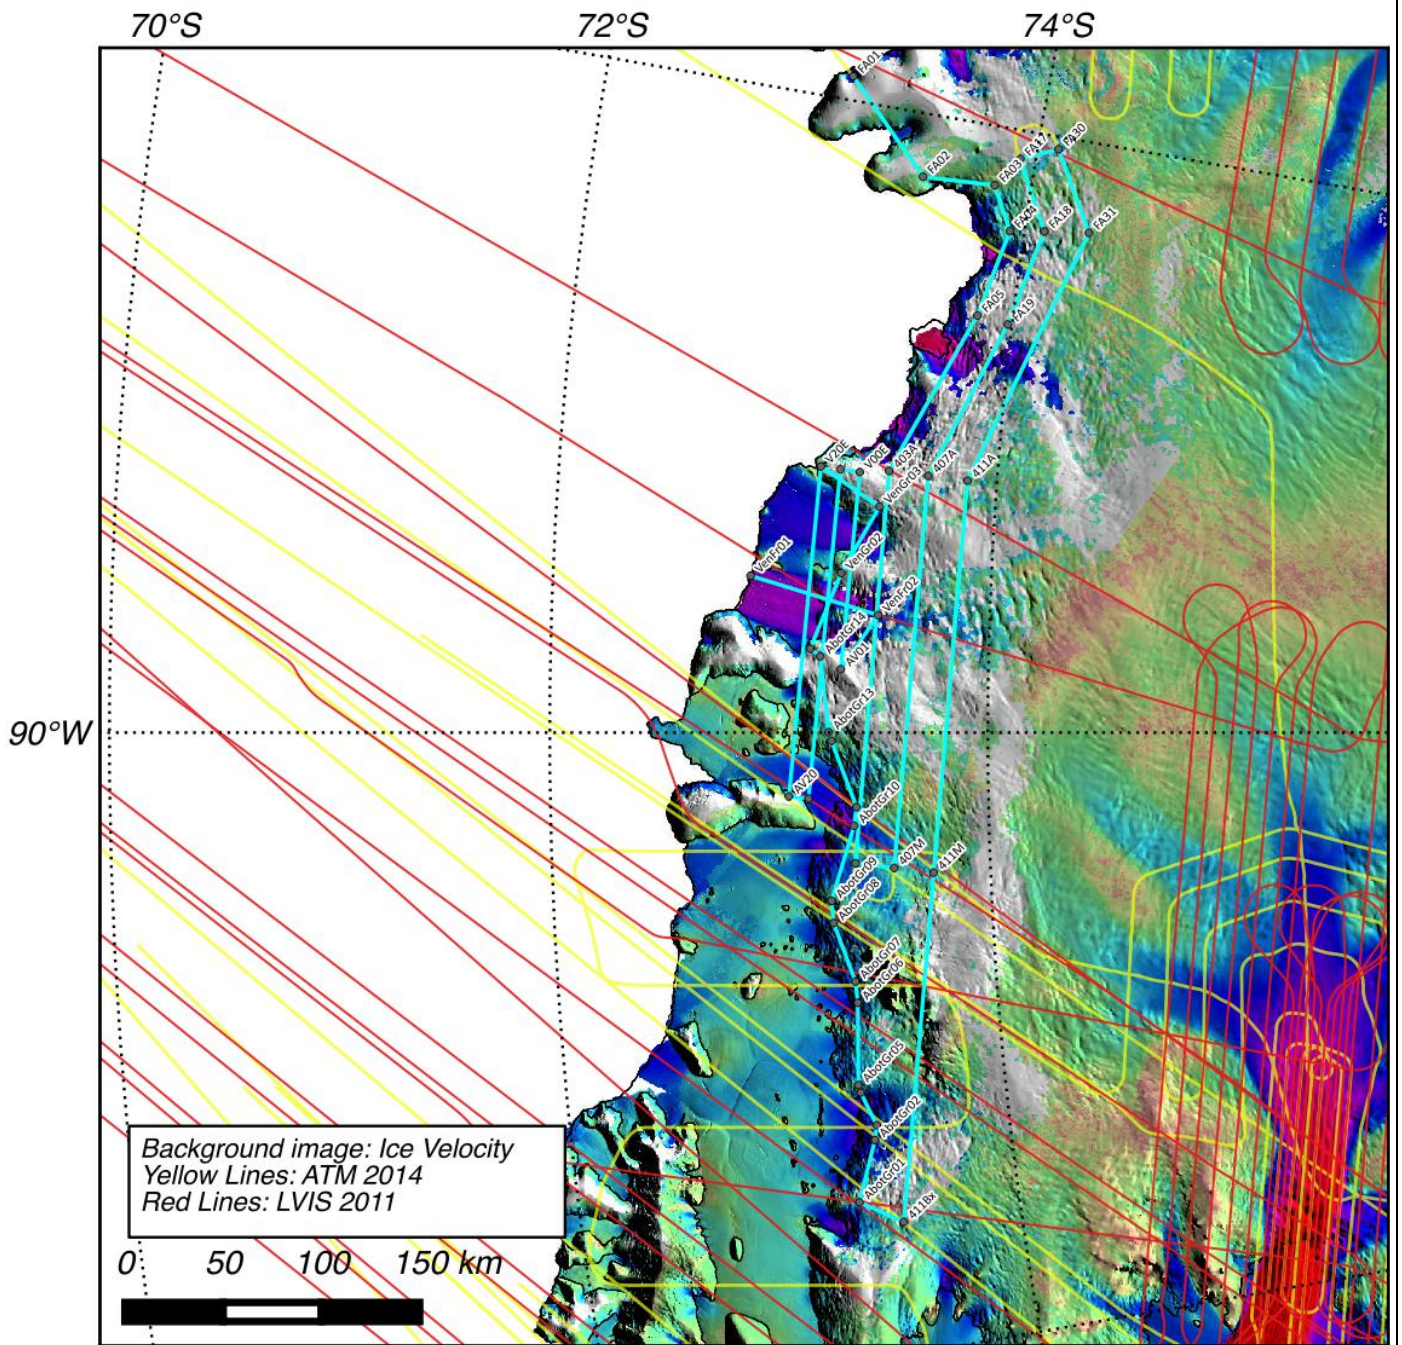 70°S 72°S 74°S
FA01
FA02
FA03
FA17
FA30
FA04
FA18
FA31
FA05
FA19
V20E
V00E
403A
407A
411A
VenGr03
VenGr02
VenFr01
VenFr02
AbotGr14
AV01
AbotGr13
90°W
AV20
AbotGr10
407M
411M
AbotGr09
AbotGr08
AbotGr07
AbotGr06
AbotGr05
AbotGr02
AbotGr01
411Bx
Background image: Ice Velocity
Yellow Lines: ATM 2014
Red Lines: LVIS 2011
0 50 100 150 km